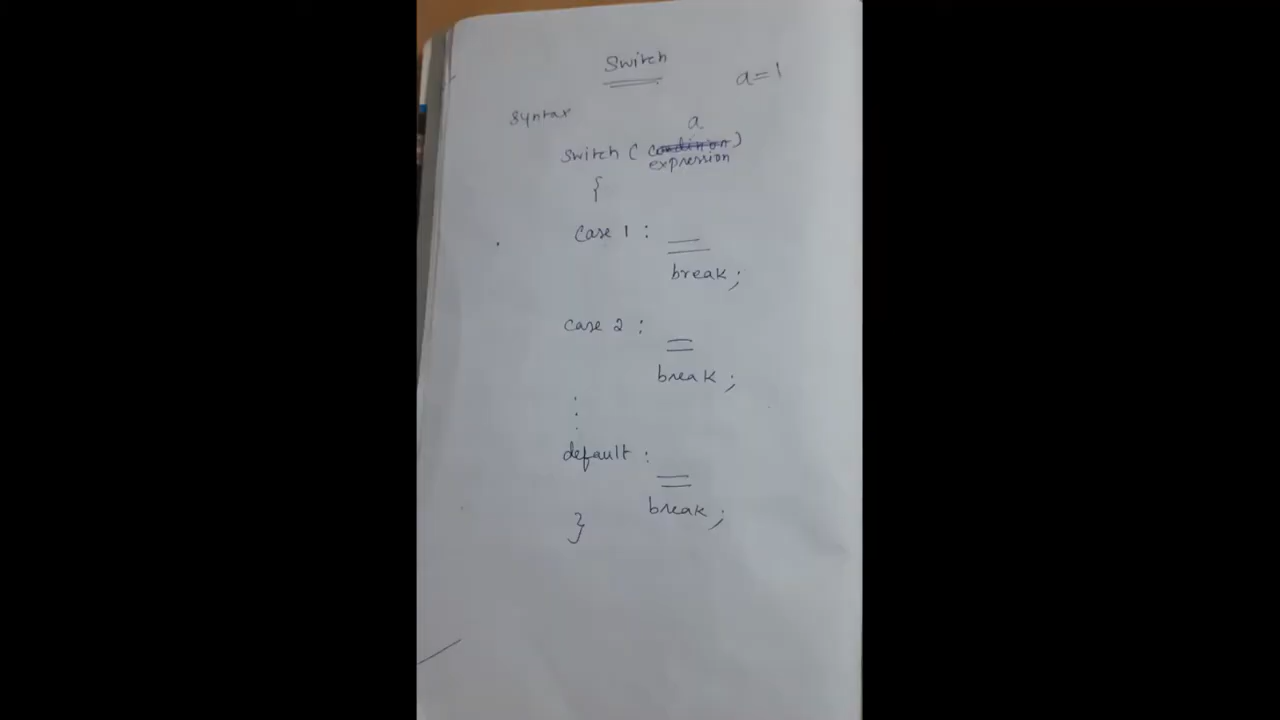 Switch
a=1
Syntax
a
switch ( condition )
expression
{
case 1 :
break ;
case 2 :
break ;
:
default :
break ;
}